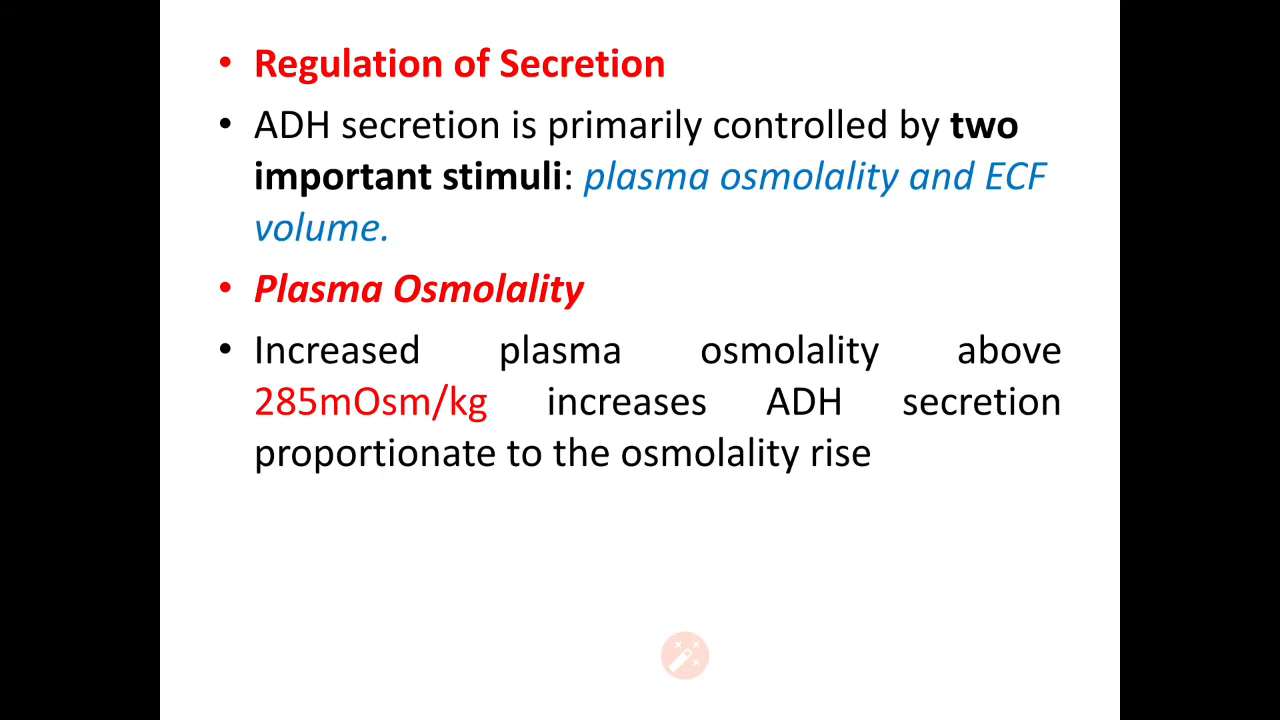 • Regulation of Secretion
• ADH secretion is primarily controlled by two
important stimuli: plasma osmolality and ECF
volume.
• Plasma Osmolality
• Increased plasma osmolality above
285mOsm/kg increases ADH secretion
proportionate to the osmolality rise